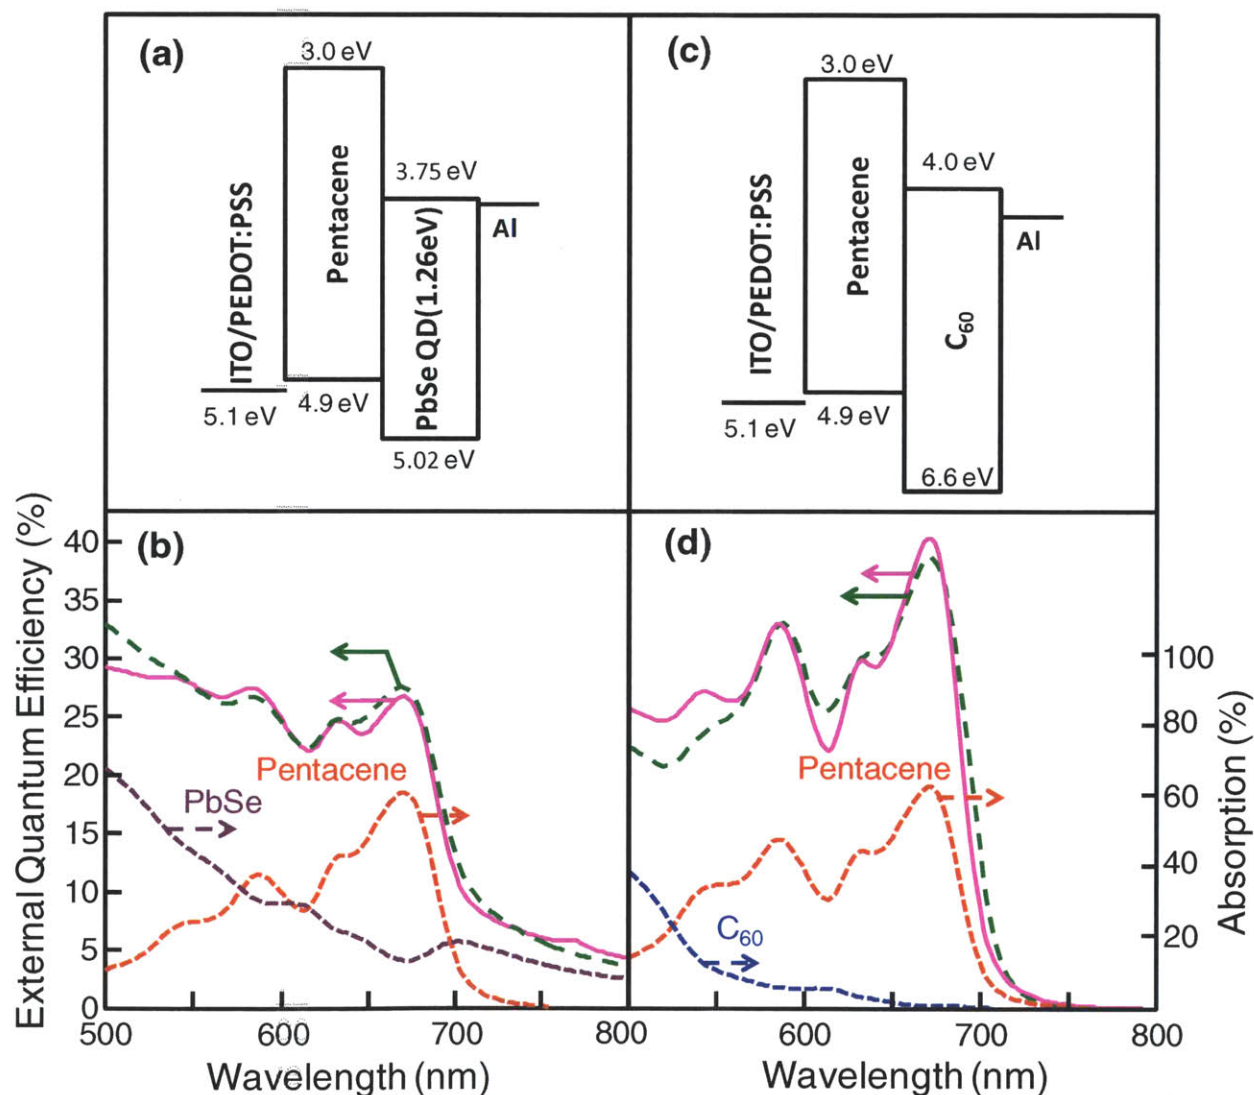 (a)
3.0 eV
Pentacene
3.75 eV
ITO/PEDOT:PSS
PbSe QD(1.26eV)
Al
5.1 eV
4.9 eV
5.02 eV
(c)
3.0 eV
Pentacene
4.0 eV
ITO/PEDOT:PSS
C60
Al
5.1 eV
4.9 eV
6.6 eV
External Quantum Efficiency (%)
(b)
40
35
30
25
20
15
10
5
0
Pentacene
PbSe
500
600
700
800
Wavelength (nm)
(d)
Pentacene
C60
100
80
60
40
20
Absorption (%)
600
700
800
Wavelength (nm)